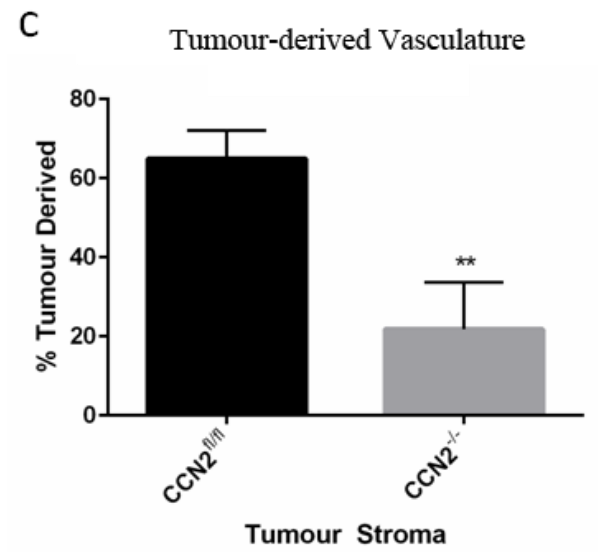 C
Tumour-derived Vasculature
% Tumour Derived
80
60
40
20
0
**
CCN2fl/fl
CCN2-/-
Tumour Stroma